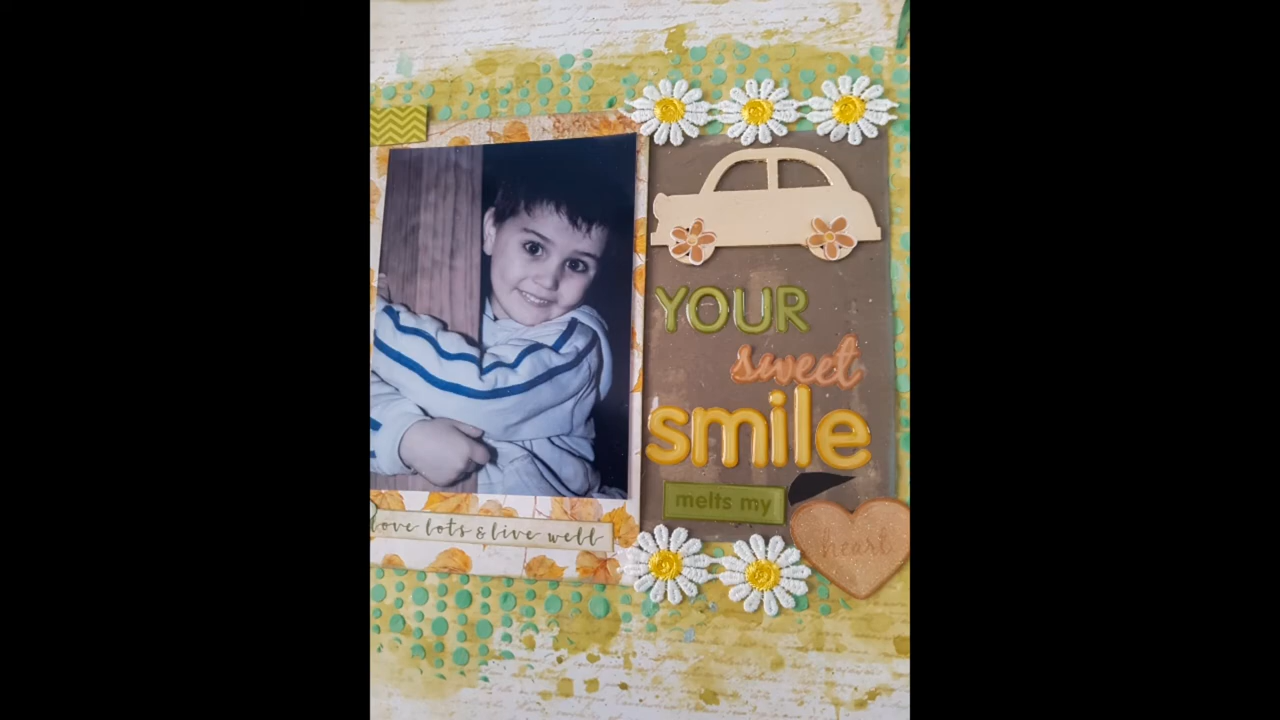 YOUR
sweet
smile
melts my
heart
love lots & live well